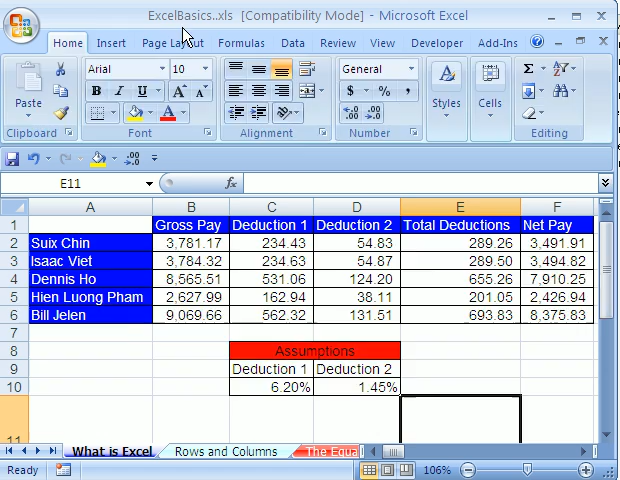 ExcelBasics..xls [Compatibility Mode] - Microsoft Excel
Home Insert Page Layout Formulas Data Review View Developer Add-Ins
Arial 10 General
Paste B I U A A $ % , Styles Cells Σ
Clipboard Font Alignment Number Editing
E11 fx
A B C D E F
1 Gross Pay Deduction 1 Deduction 2 Total Deductions Net Pay
2 Suix Chin 3,781.17 234.43 54.83 289.26 3,491.91
3 Isaac Viet 3,784.32 234.63 54.87 289.50 3,494.82
4 Dennis Ho 8,565.51 531.06 124.20 655.26 7,910.25
5 Hien Luong Pham 2,627.99 162.94 38.11 201.05 2,426.94
6 Bill Jelen 9,069.66 562.32 131.51 693.83 8,375.83
7
8 Assumptions
9 Deduction 1 Deduction 2
10 6.20% 1.45%
11
What is Excel Rows and Columns The Equa
Ready 106%